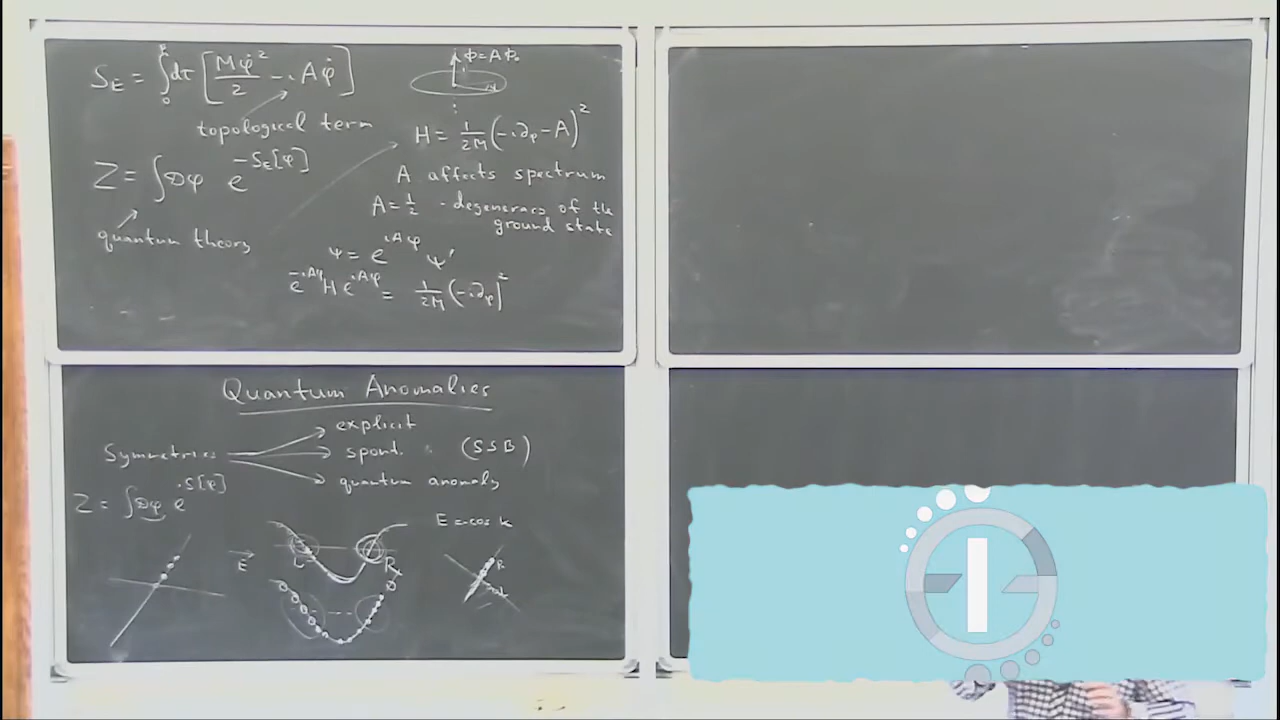 S_E = ∫_0^β dτ [ Mφ̇²/2 - iAφ̇ ]
topological term
Z = ∫Dφ e^{-S_E[φ]}
quantum theory
Φ = AΦ₀
H = 1/2M (-i∂_φ - A)²
A affects spectrum
A = 1/2 - degeneracy of the
ground state
Ψ = e^{iAφ} Ψ'
e^{-iAφ} H e^{iAφ} = 1/2M (-i∂_φ)²
Quantum Anomalies
Symmetries
explicit
spont. (SSB)
quantum anomaly
Z = ∫Dφ e^{iS[φ]}
E
L
R
E = -cos k
R